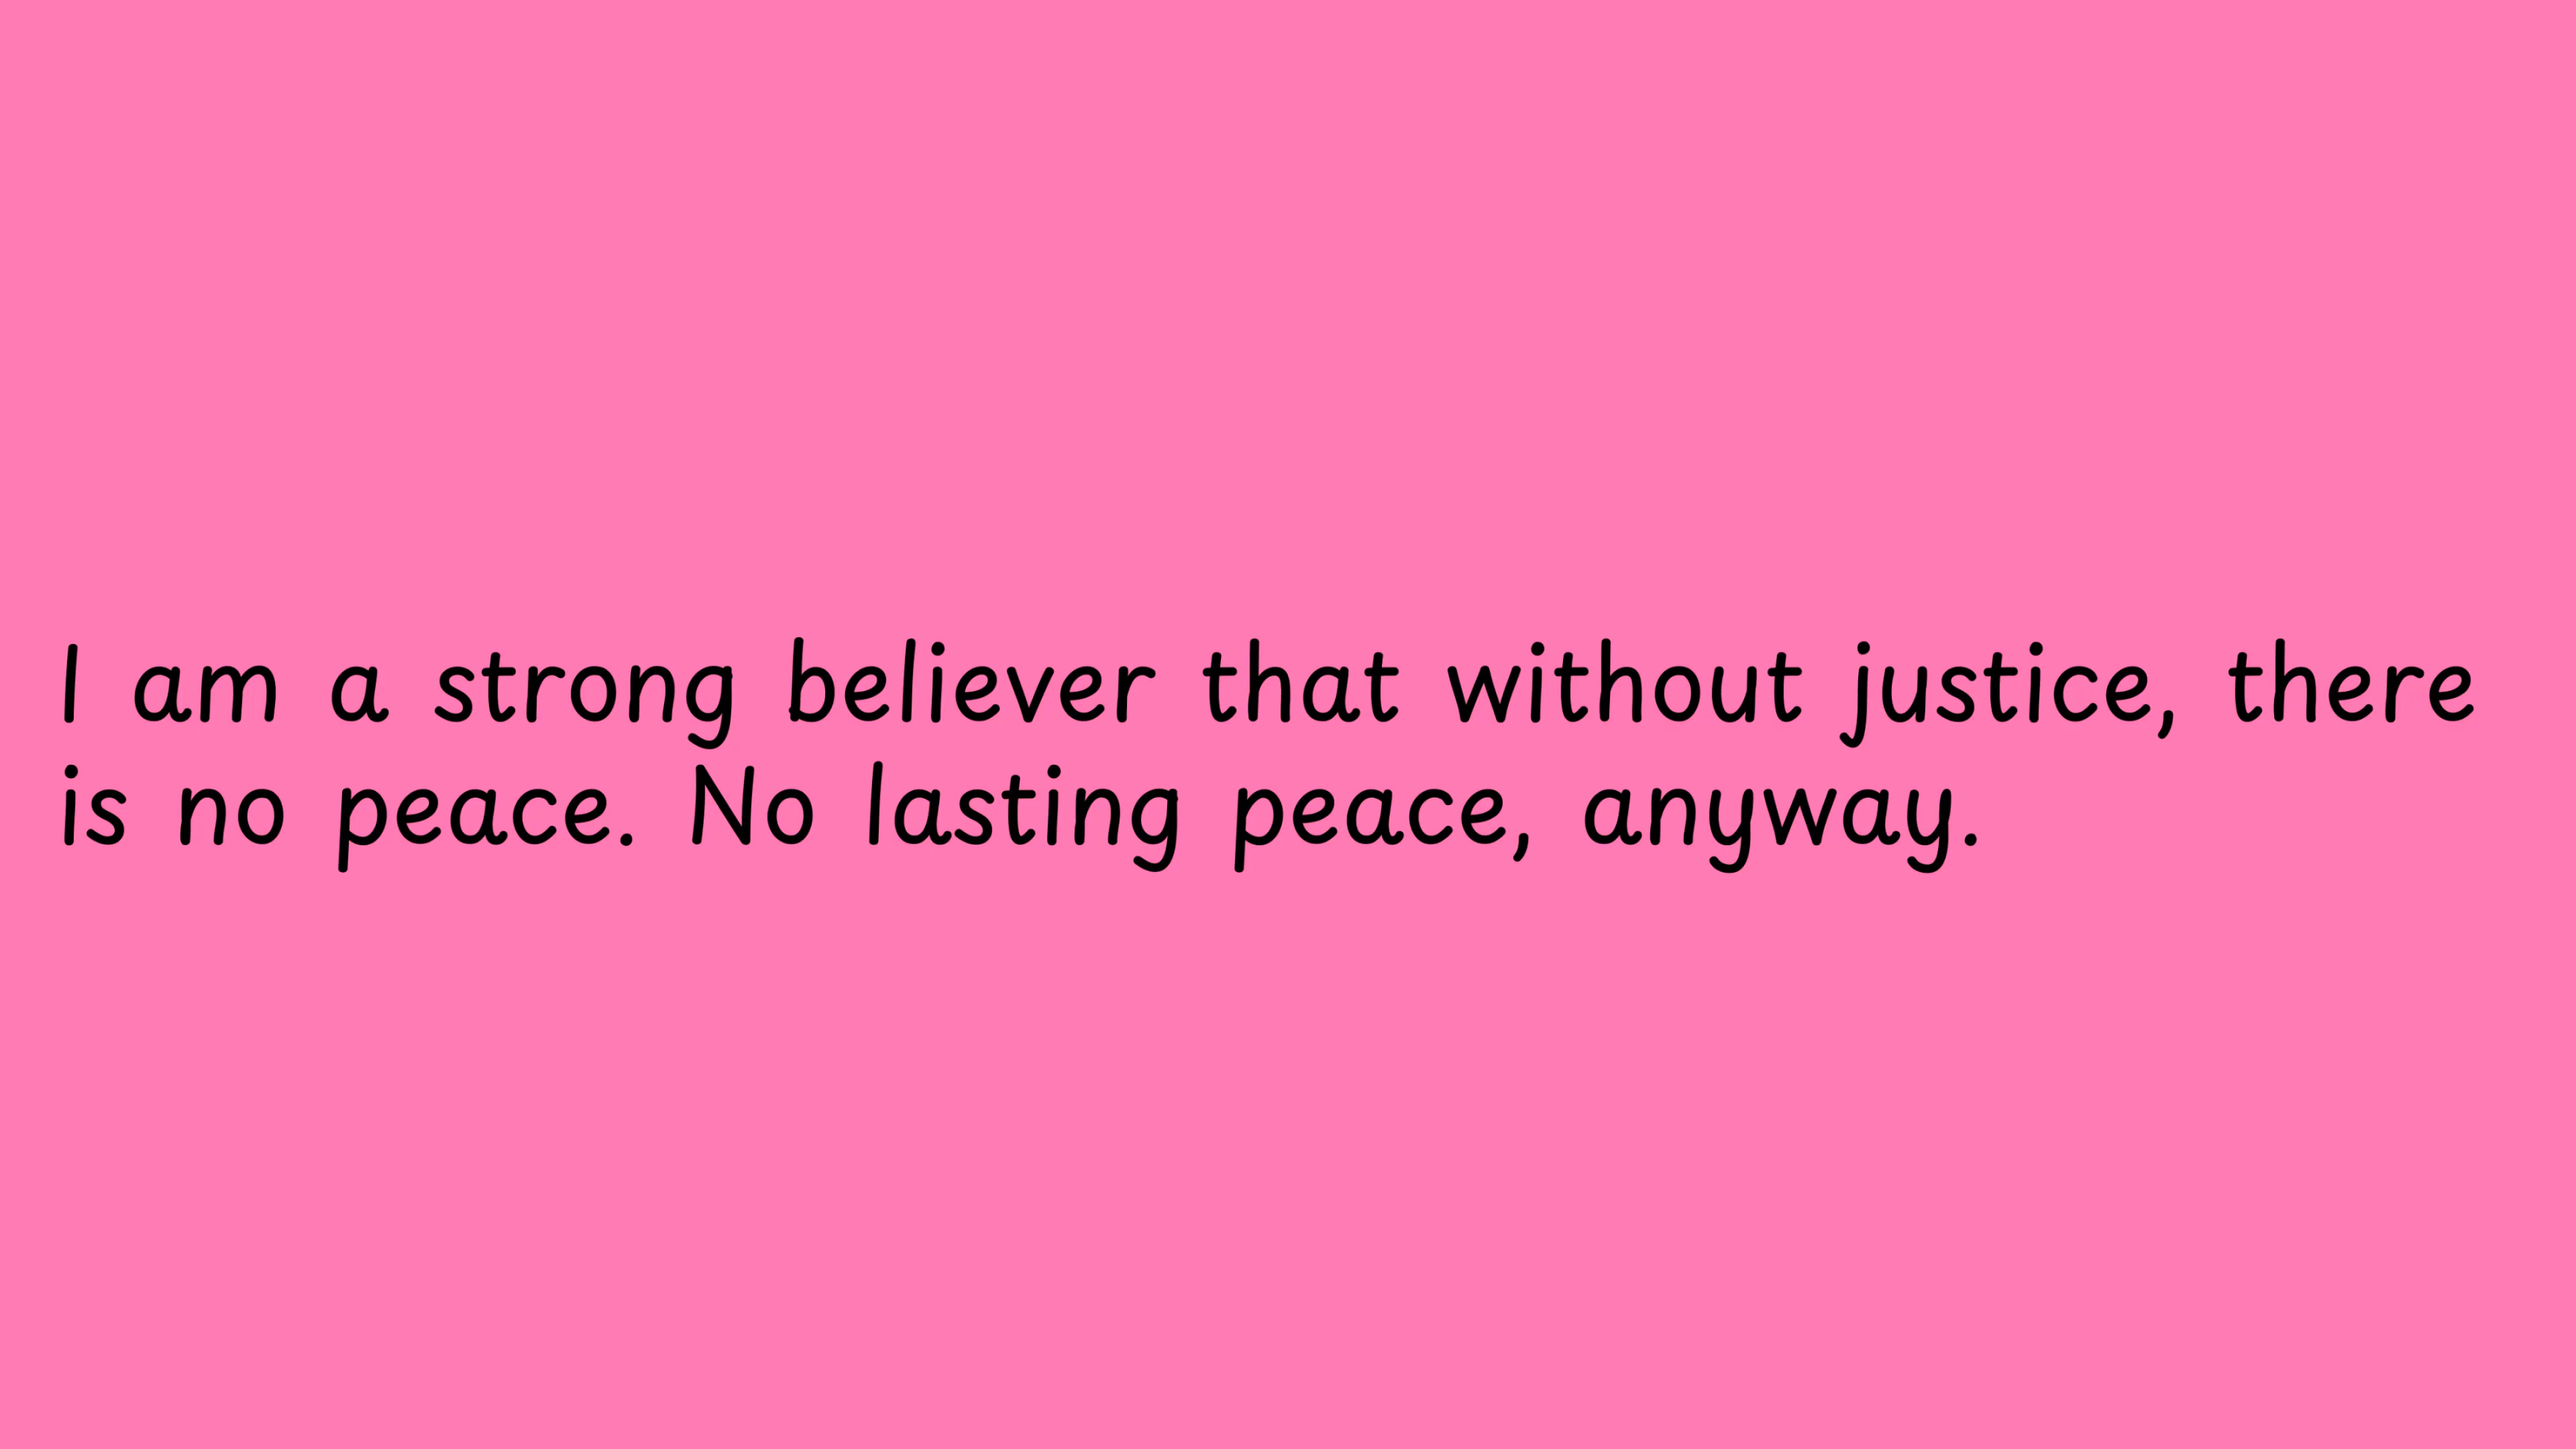 I am a strong believer that without justice, there
is no peace. No lasting peace, anyway.